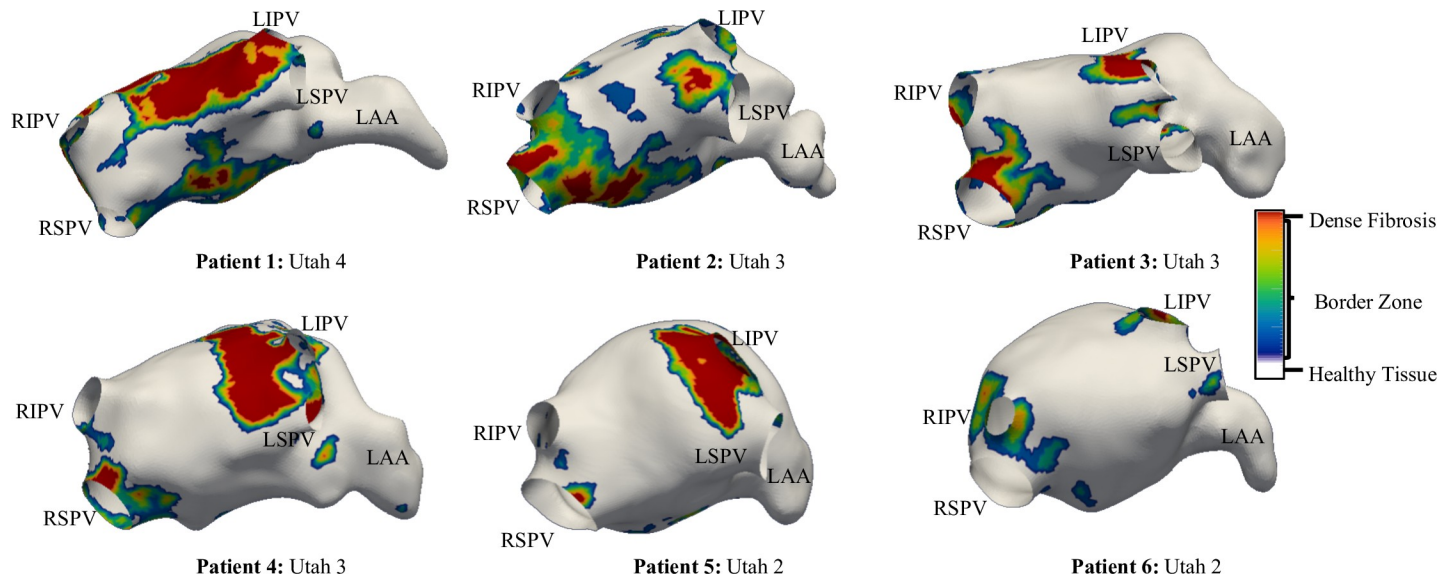 LIPV
RIPV
LSPV
LAA
RSPV
Patient 1: Utah 4
LIPV
RIPV
LSPV
LAA
RSPV
Patient 2: Utah 3
LIPV
RIPV
LAA
LSPV
RSPV
Patient 3: Utah 3
Dense Fibrosis
Border Zone
Healthy Tissue
LIPV
RIPV
LSPV
LAA
RSPV
Patient 4: Utah 3
LIPV
RIPV
LSPV
LAA
RSPV
Patient 5: Utah 2
LIPV
LSPV
RIPV
LAA
RSPV
Patient 6: Utah 2